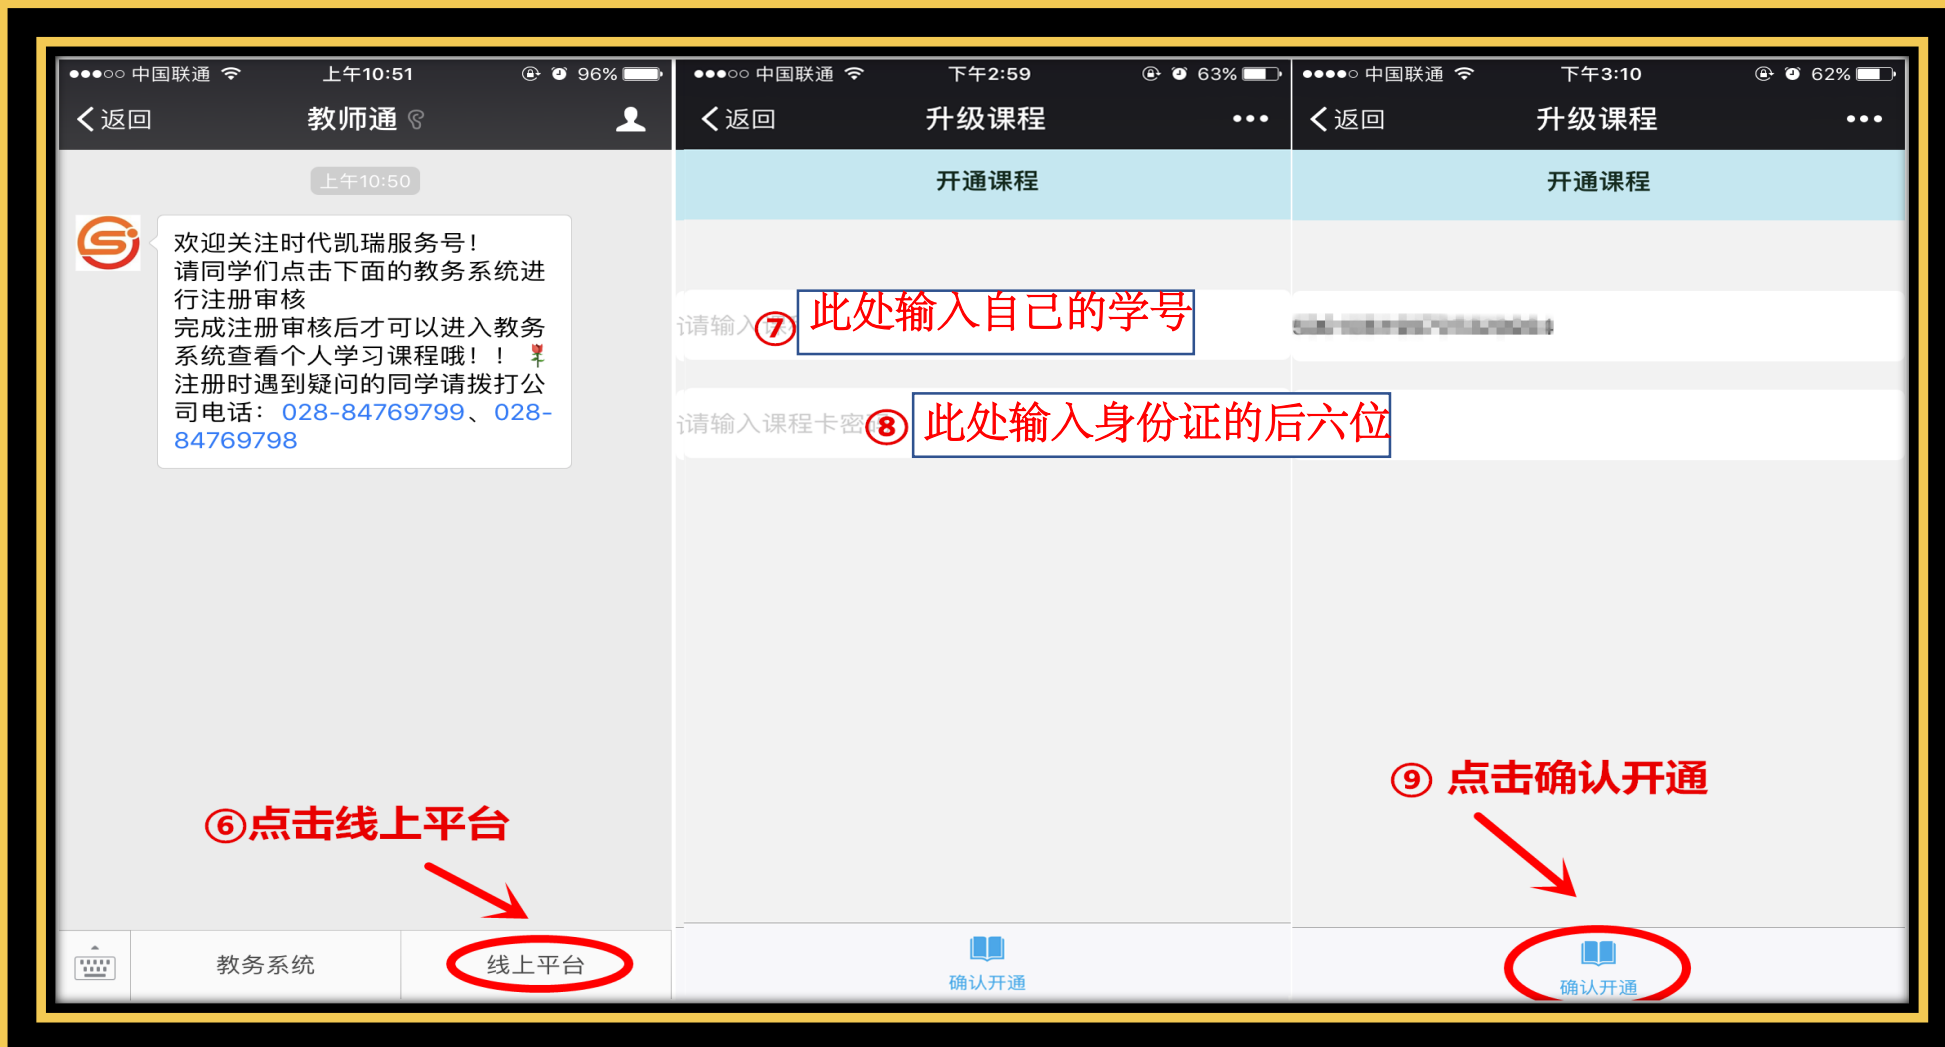 中国联通 上午10:51 96%
返回 教师通
上午10:50
欢迎关注时代凯瑞服务号！
请同学们点击下面的教务系统进
行注册审核
完成注册审核后才可以进入教务
系统查看个人学习课程哦！！🌹
注册时遇到疑问的同学请拨打公
司电话：028-84769799、028-
84769798
⑥点击线上平台
教务系统 线上平台
中国联通 下午2:59 63%
返回 升级课程
开通课程
请输入
⑦ 此处输入自己的学号
请输入课程卡密
⑧ 此处输入身份证的后六位
确认开通
中国联通 下午3:10 62%
返回 升级课程
开通课程
⑨ 点击确认开通
确认开通